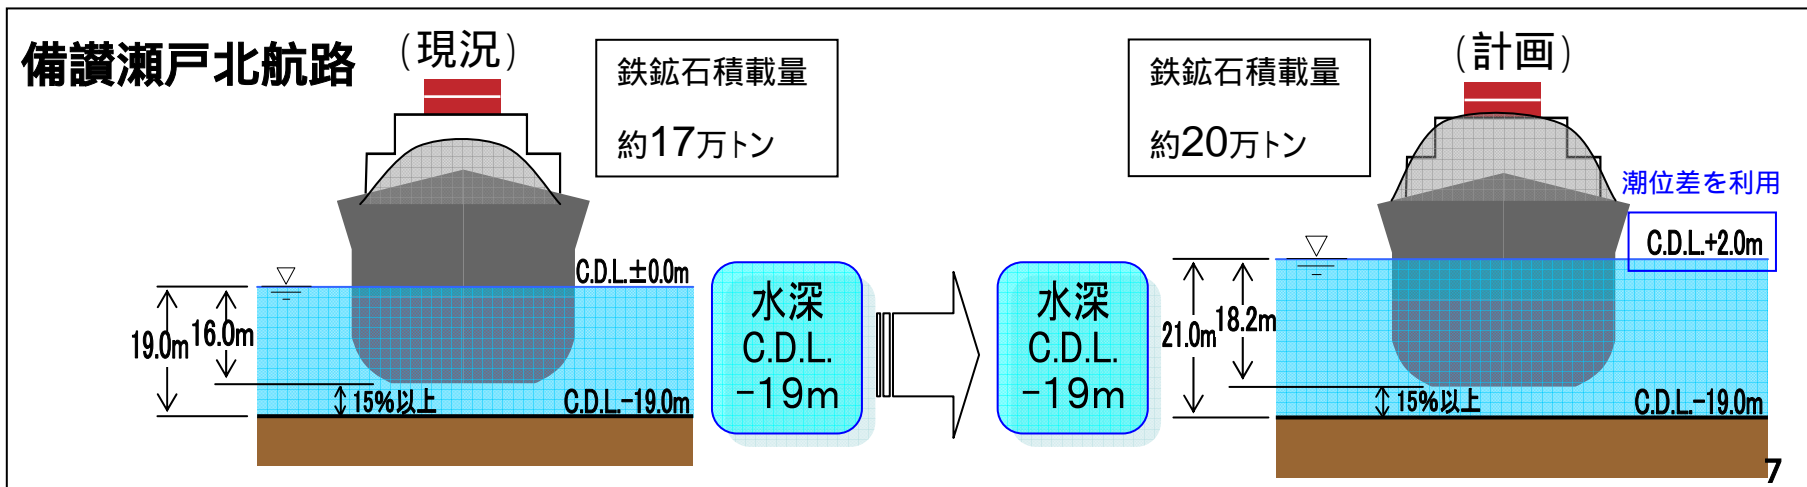 備讃瀬戸北航路
(現況)
鉄鉱石積載量
約17万トン
C.D.L.±0.0m
19.0m
16.0m
15%以上
C.D.L.-19.0m
水深
C.D.L.
-19m
水深
C.D.L.
-19m
鉄鉱石積載量
約20万トン
(計画)
潮位差を利用
C.D.L.+2.0m
21.0m
18.2m
15%以上
C.D.L.-19.0m
7